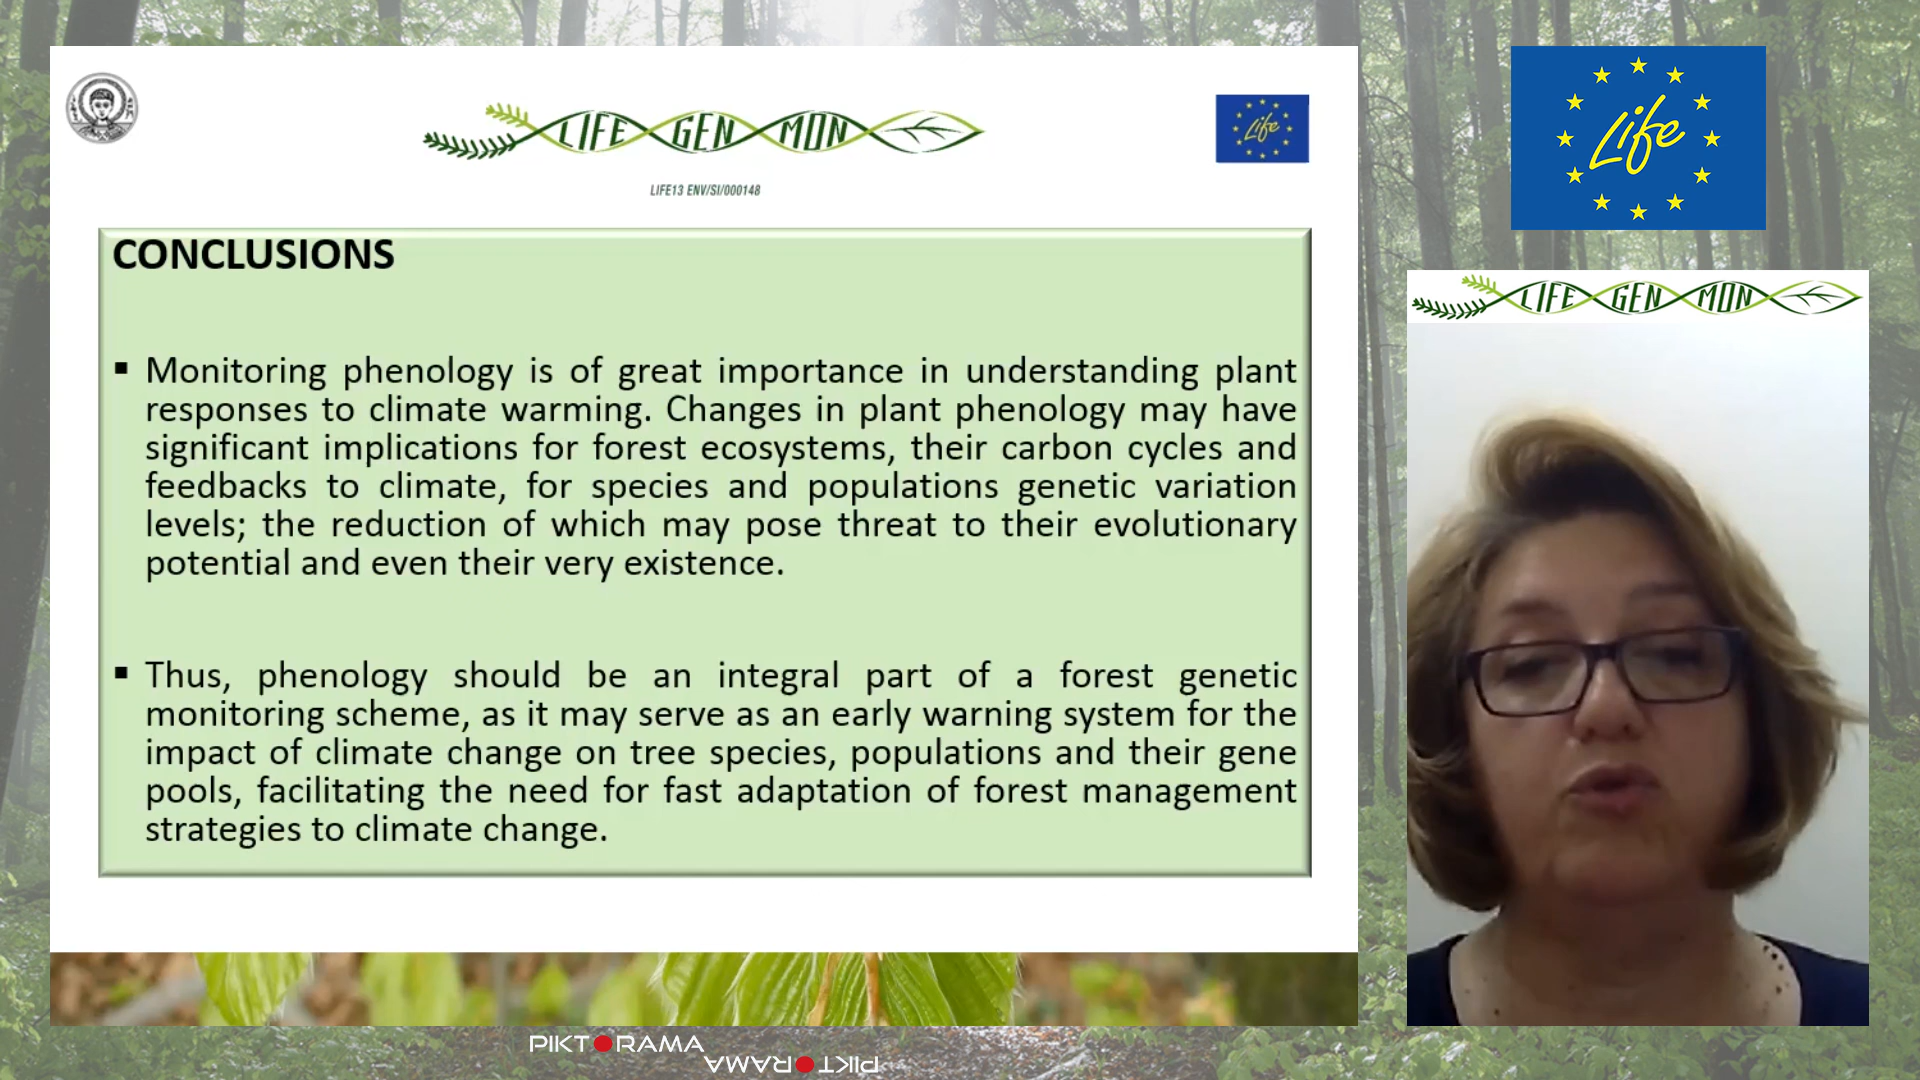 LIFE GEN MON
Life
LIFE13 ENV/SI/000148
CONCLUSIONS
▪ Monitoring phenology is of great importance in understanding plant
responses to climate warming. Changes in plant phenology may have
significant implications for forest ecosystems, their carbon cycles and
feedbacks to climate, for species and populations genetic variation
levels; the reduction of which may pose threat to their evolutionary
potential and even their very existence.
▪ Thus, phenology should be an integral part of a forest genetic
monitoring scheme, as it may serve as an early warning system for the
impact of climate change on tree species, populations and their gene
pools, facilitating the need for fast adaptation of forest management
strategies to climate change.
Life
LIFE GEN MON
PIKTORAMA
PIKTORAMA